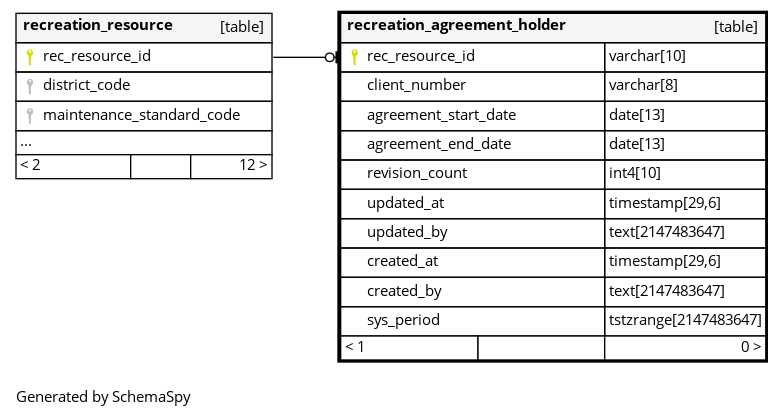 recreation_resource [table]
rec_resource_id
district_code
maintenance_standard_code
...
< 2 12 >
recreation_agreement_holder [table]
rec_resource_id varchar[10]
client_number varchar[8]
agreement_start_date date[13]
agreement_end_date date[13]
revision_count int4[10]
updated_at timestamp[29,6]
updated_by text[2147483647]
created_at timestamp[29,6]
created_by text[2147483647]
sys_period tstzrange[2147483647]
< 1 0 >
Generated by SchemaSpy